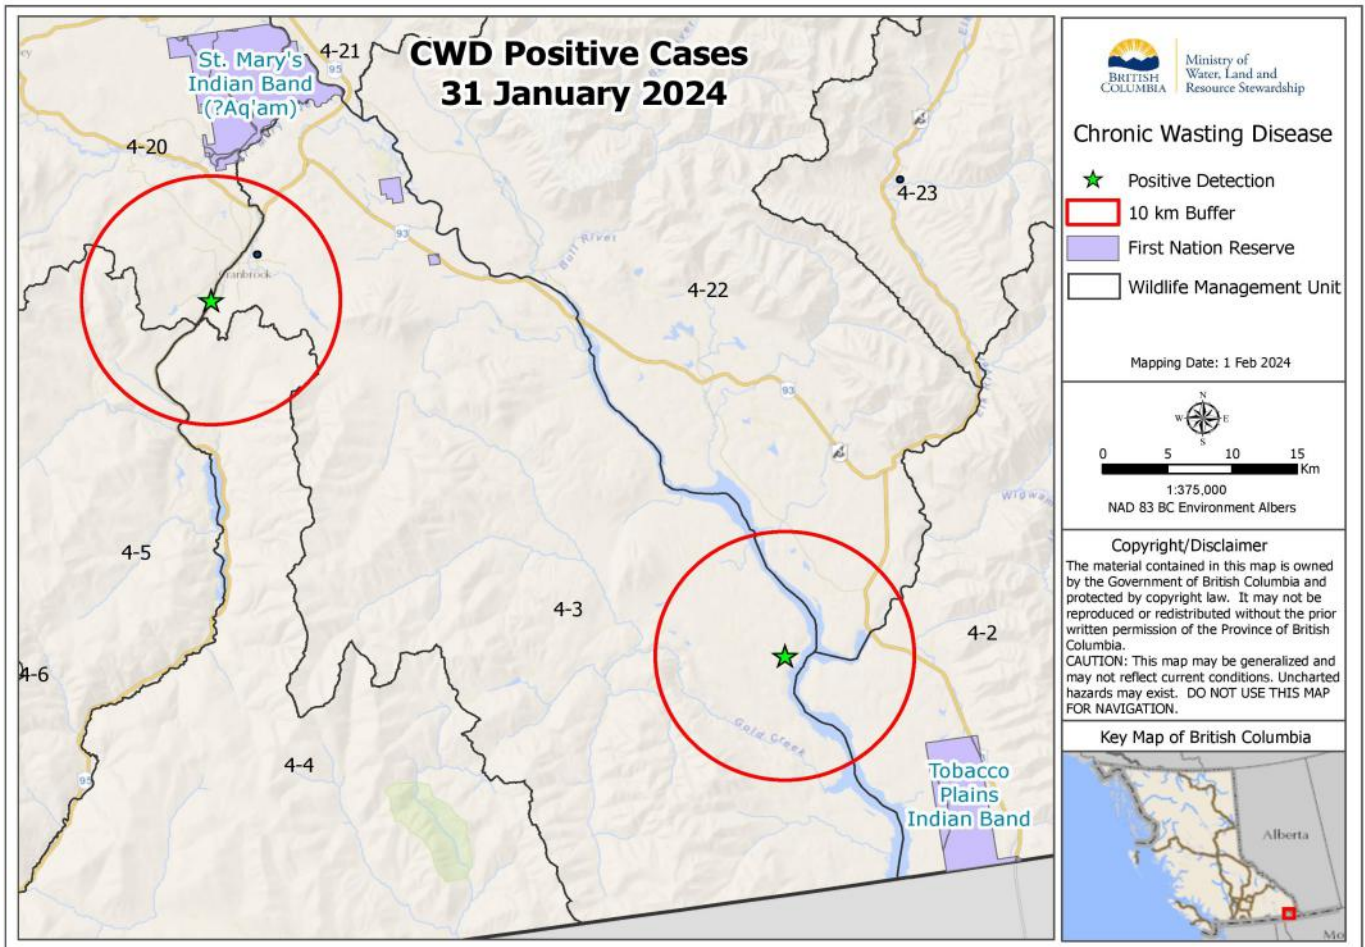 CWD Positive Cases
31 January 2024
St. Mary's
Indian Band
(?Aq'am)
4-21
95
4-20
4-23
93
Bull River
Cranbrook
4-22
93
4-5
4-3
4-2
4-6
Gold Creek
4-4
95
Tobacco
Plains
Indian Band
BRITISH
COLUMBIA
Ministry of
Water, Land and
Resource Stewardship
Chronic Wasting Disease
Positive Detection
10 km Buffer
First Nation Reserve
Wildlife Management Unit
Mapping Date: 1 Feb 2024
N
W E
S
0 5 10 15
Km
1:375,000
NAD 83 BC Environment Albers
Copyright/Disclaimer
The material contained in this map is owned
by the Government of British Columbia and
protected by copyright law. It may not be
reproduced or redistributed without the prior
written permission of the Province of British
Columbia.
CAUTION: This map may be generalized and
may not reflect current conditions. Uncharted
hazards may exist. DO NOT USE THIS MAP
FOR NAVIGATION.
Key Map of British Columbia
Alberta
Mo